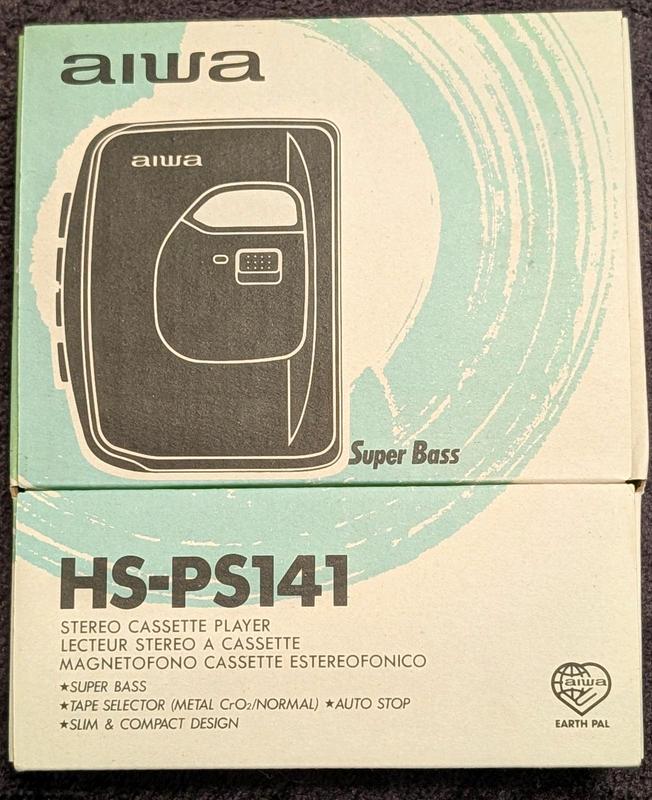 aiwa
aiwa
Super Bass
HS-PS141
STEREO CASSETTE PLAYER
LECTEUR STEREO A CASSETTE
MAGNETOFONO CASSETTE ESTEREOFONICO
★SUPER BASS
★TAPE SELECTOR (METAL CrO₂/NORMAL) ★AUTO STOP
★SLIM & COMPACT DESIGN
aiwa
EARTH PAL